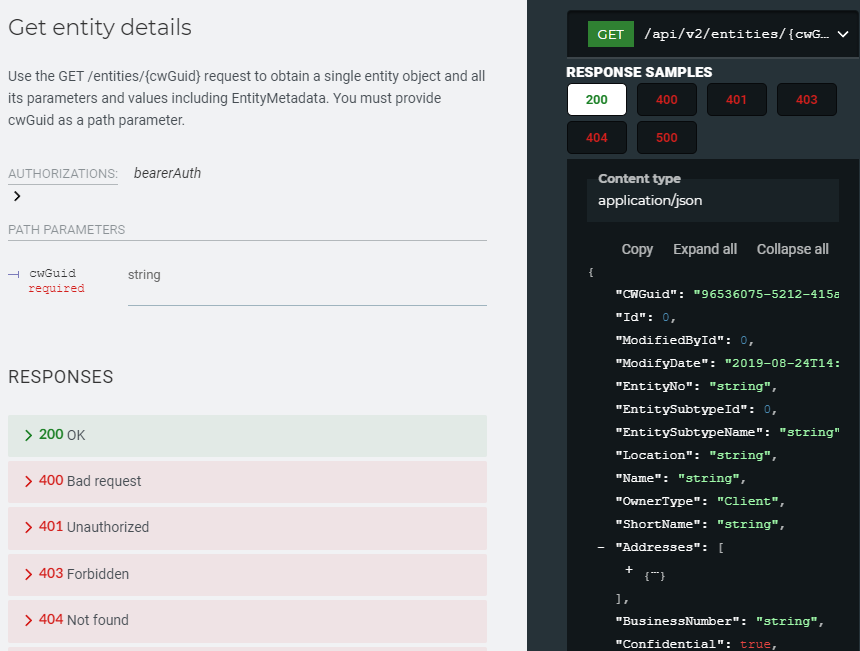 Get entity details
Use the GET /entities/{cwGuid} request to obtain a single entity object and all
its parameters and values including EntityMetadata. You must provide
cwGuid as a path parameter.
AUTHORIZATIONS: bearerAuth
PATH PARAMETERS
cwGuid string
required
RESPONSES
200 OK
400 Bad request
401 Unauthorized
403 Forbidden
404 Not found
GET /api/v2/entities/{cwG…
RESPONSE SAMPLES
200 400 401 403
404 500
Content type
application/json
Copy Expand all Collapse all
{
"CWGuid": "96536075-5212-415a
"Id": 0,
"ModifiedById": 0,
"ModifyDate": "2019-08-24T14:
"EntityNo": "string",
"EntitySubtypeId": 0,
"EntitySubtypeName": "string"
"Location": "string",
"Name": "string",
"OwnerType": "Client",
"ShortName": "string",
- "Addresses": [
+ {…}
],
"BusinessNumber": "string",
"Confidential": true,